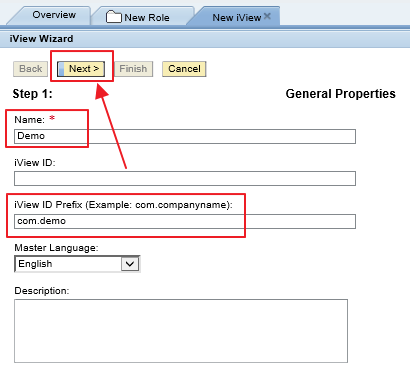 Overview New Role New iView
iView Wizard
Back Next > Finish Cancel
Step 1: General Properties
Name: *
Demo
iView ID:
iView ID Prefix (Example: com.companyname):
com.demo
Master Language:
English
Description: